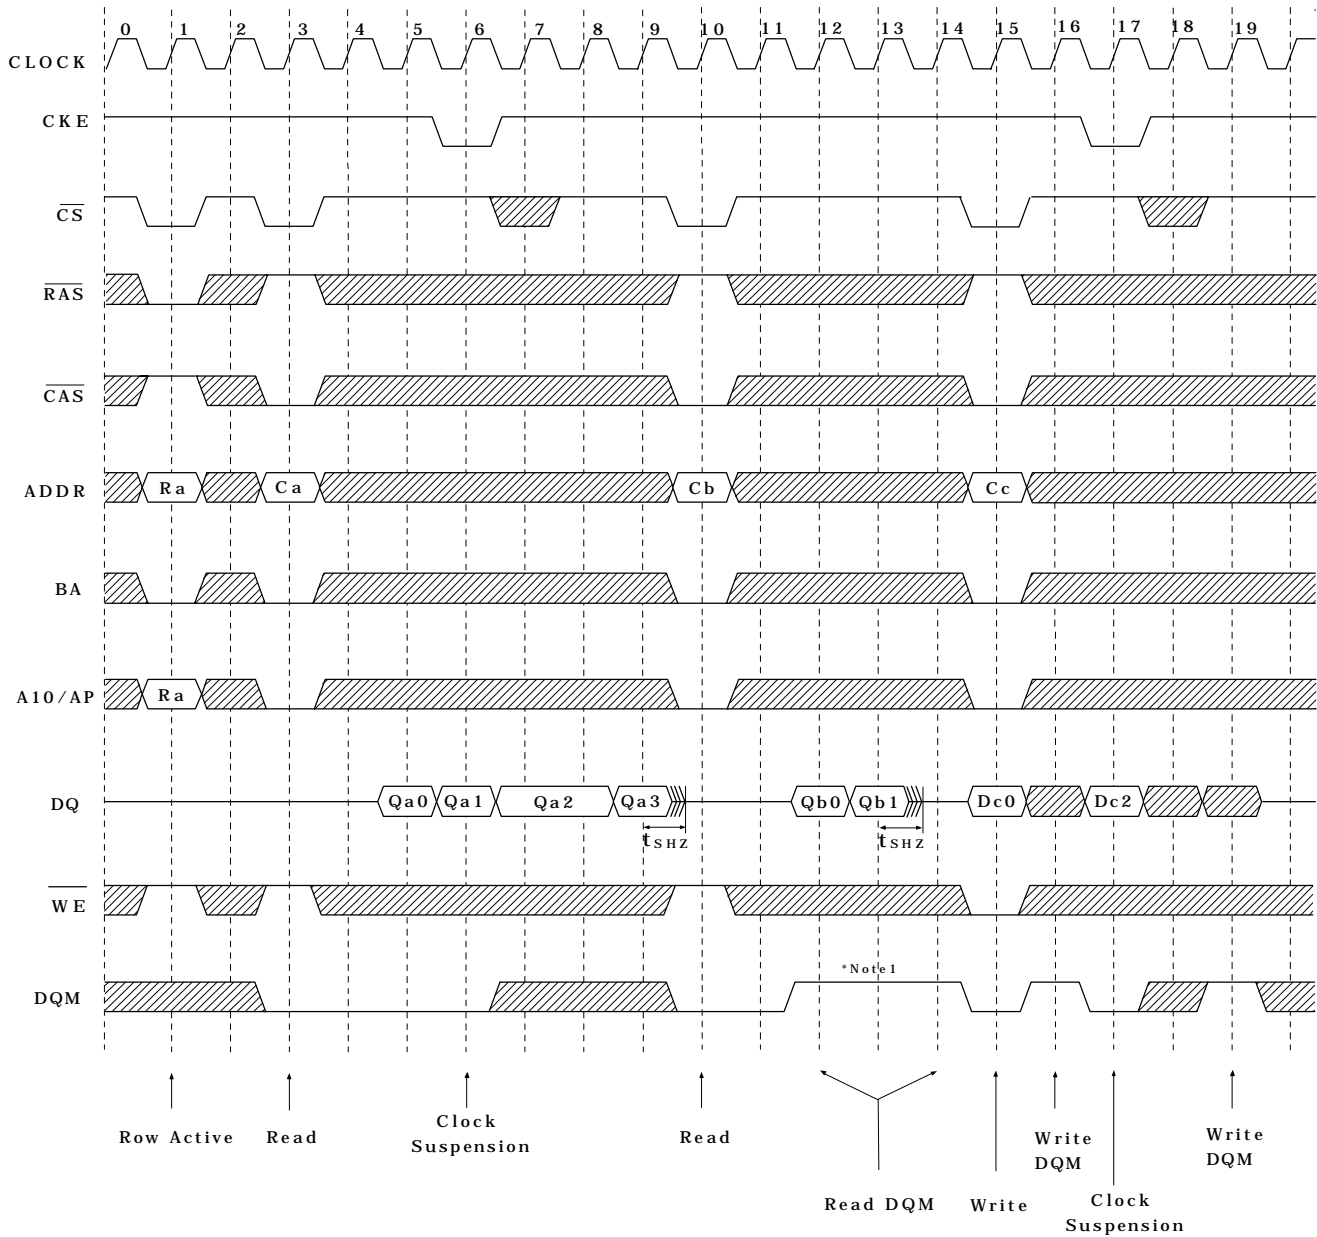 0 1 2 3 4 5 6 7 8 9 10 11 12 13 14 15 16 17 18 19
CLOCK
CKE
CS
RAS
CAS
ADDR Ra Ca Cb Cc
BA
A10/AP Ra
DQ Qa0 Qa1 Qa2 Qa3 Qb0 Qb1 Dc0 Dc2
tSHZ tSHZ
WE
*Note1
DQM
Row Active Read Clock Suspension Read Write DQM Write DQM
Read DQM Write Clock Suspension